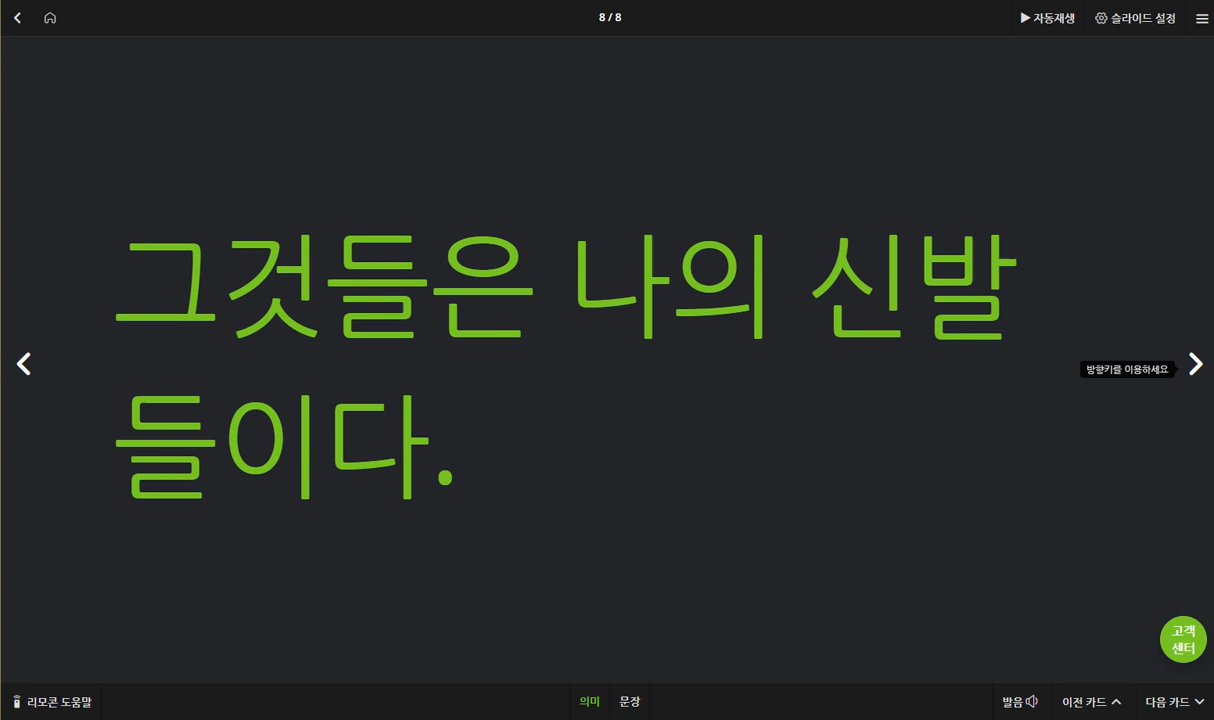 8 / 8
자동재생
슬라이드 설정
그것들은 나의 신발
들이다.
방향키를 이용하세요
고객
센터
리모콘 도움말
의미
문장
발음
이전 카드
다음 카드